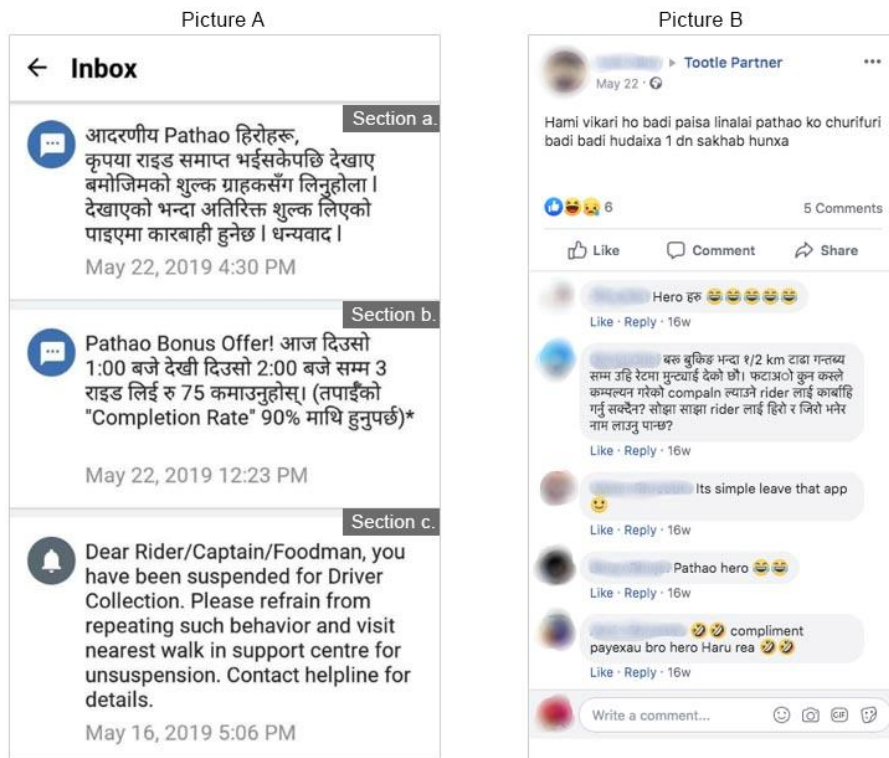 Picture A
← Inbox
Section a.
आदरणीय Pathao हिरोहरू,
कृपया राइड समाप्त भईसकेपछि देखाए
बमोजिमको शुल्क ग्राहकसँग लिनुहोला ।
देखाएको भन्दा अतिरिक्त शुल्क लिएको
पाइएमा कारबाही हुनेछ । धन्यवाद ।
May 22, 2019 4:30 PM
Section b.
Pathao Bonus Offer! आज दिउसो
1:00 बजे देखी दिउसो 2:00 बजे सम्म 3
राइड लिई रु 75 कमाउनुहोस्। (तपाईँको
"Completion Rate" 90% माथि हुनुपर्छ)*
May 22, 2019 12:23 PM
Section c.
Dear Rider/Captain/Foodman, you
have been suspended for Driver
Collection. Please refrain from
repeating such behavior and visit
nearest walk in support centre for
unsuspension. Contact helpline for
details.
May 16, 2019 5:06 PM
Picture B
Tootle Partner
May 22
Hami vikari ho badi paisa linalai pathao ko churifuri
badi badi hudaixa 1 dn sakhab hunxa
6
5 Comments
Like Comment Share
Hero हरु 😂😂😂😂😂
Like · Reply · 16w
बरू बुकिङ भन्दा १/2 km टाढा गन्तब्य
सम्म उहि रेटमा मुन्ट्याई देको छौ। फटाअ०ो कुन कस्ले
कम्पल्यन गरेको compaln ल्याउने rider लाई कार्बाहि
गर्नु सक्दैन? सोझा साझा rider लाई हिरो र जिरो भनेर
नाम लाउनु पान्छ?
Like · Reply · 16w
Its simple leave that app
🙂
Like · Reply · 16w
Pathao hero 😂😂
Like · Reply · 16w
🤣🤣 compliment
payexau bro hero Haru rea 🤣🤣
Like · Reply · 16w
Write a comment...
GIF